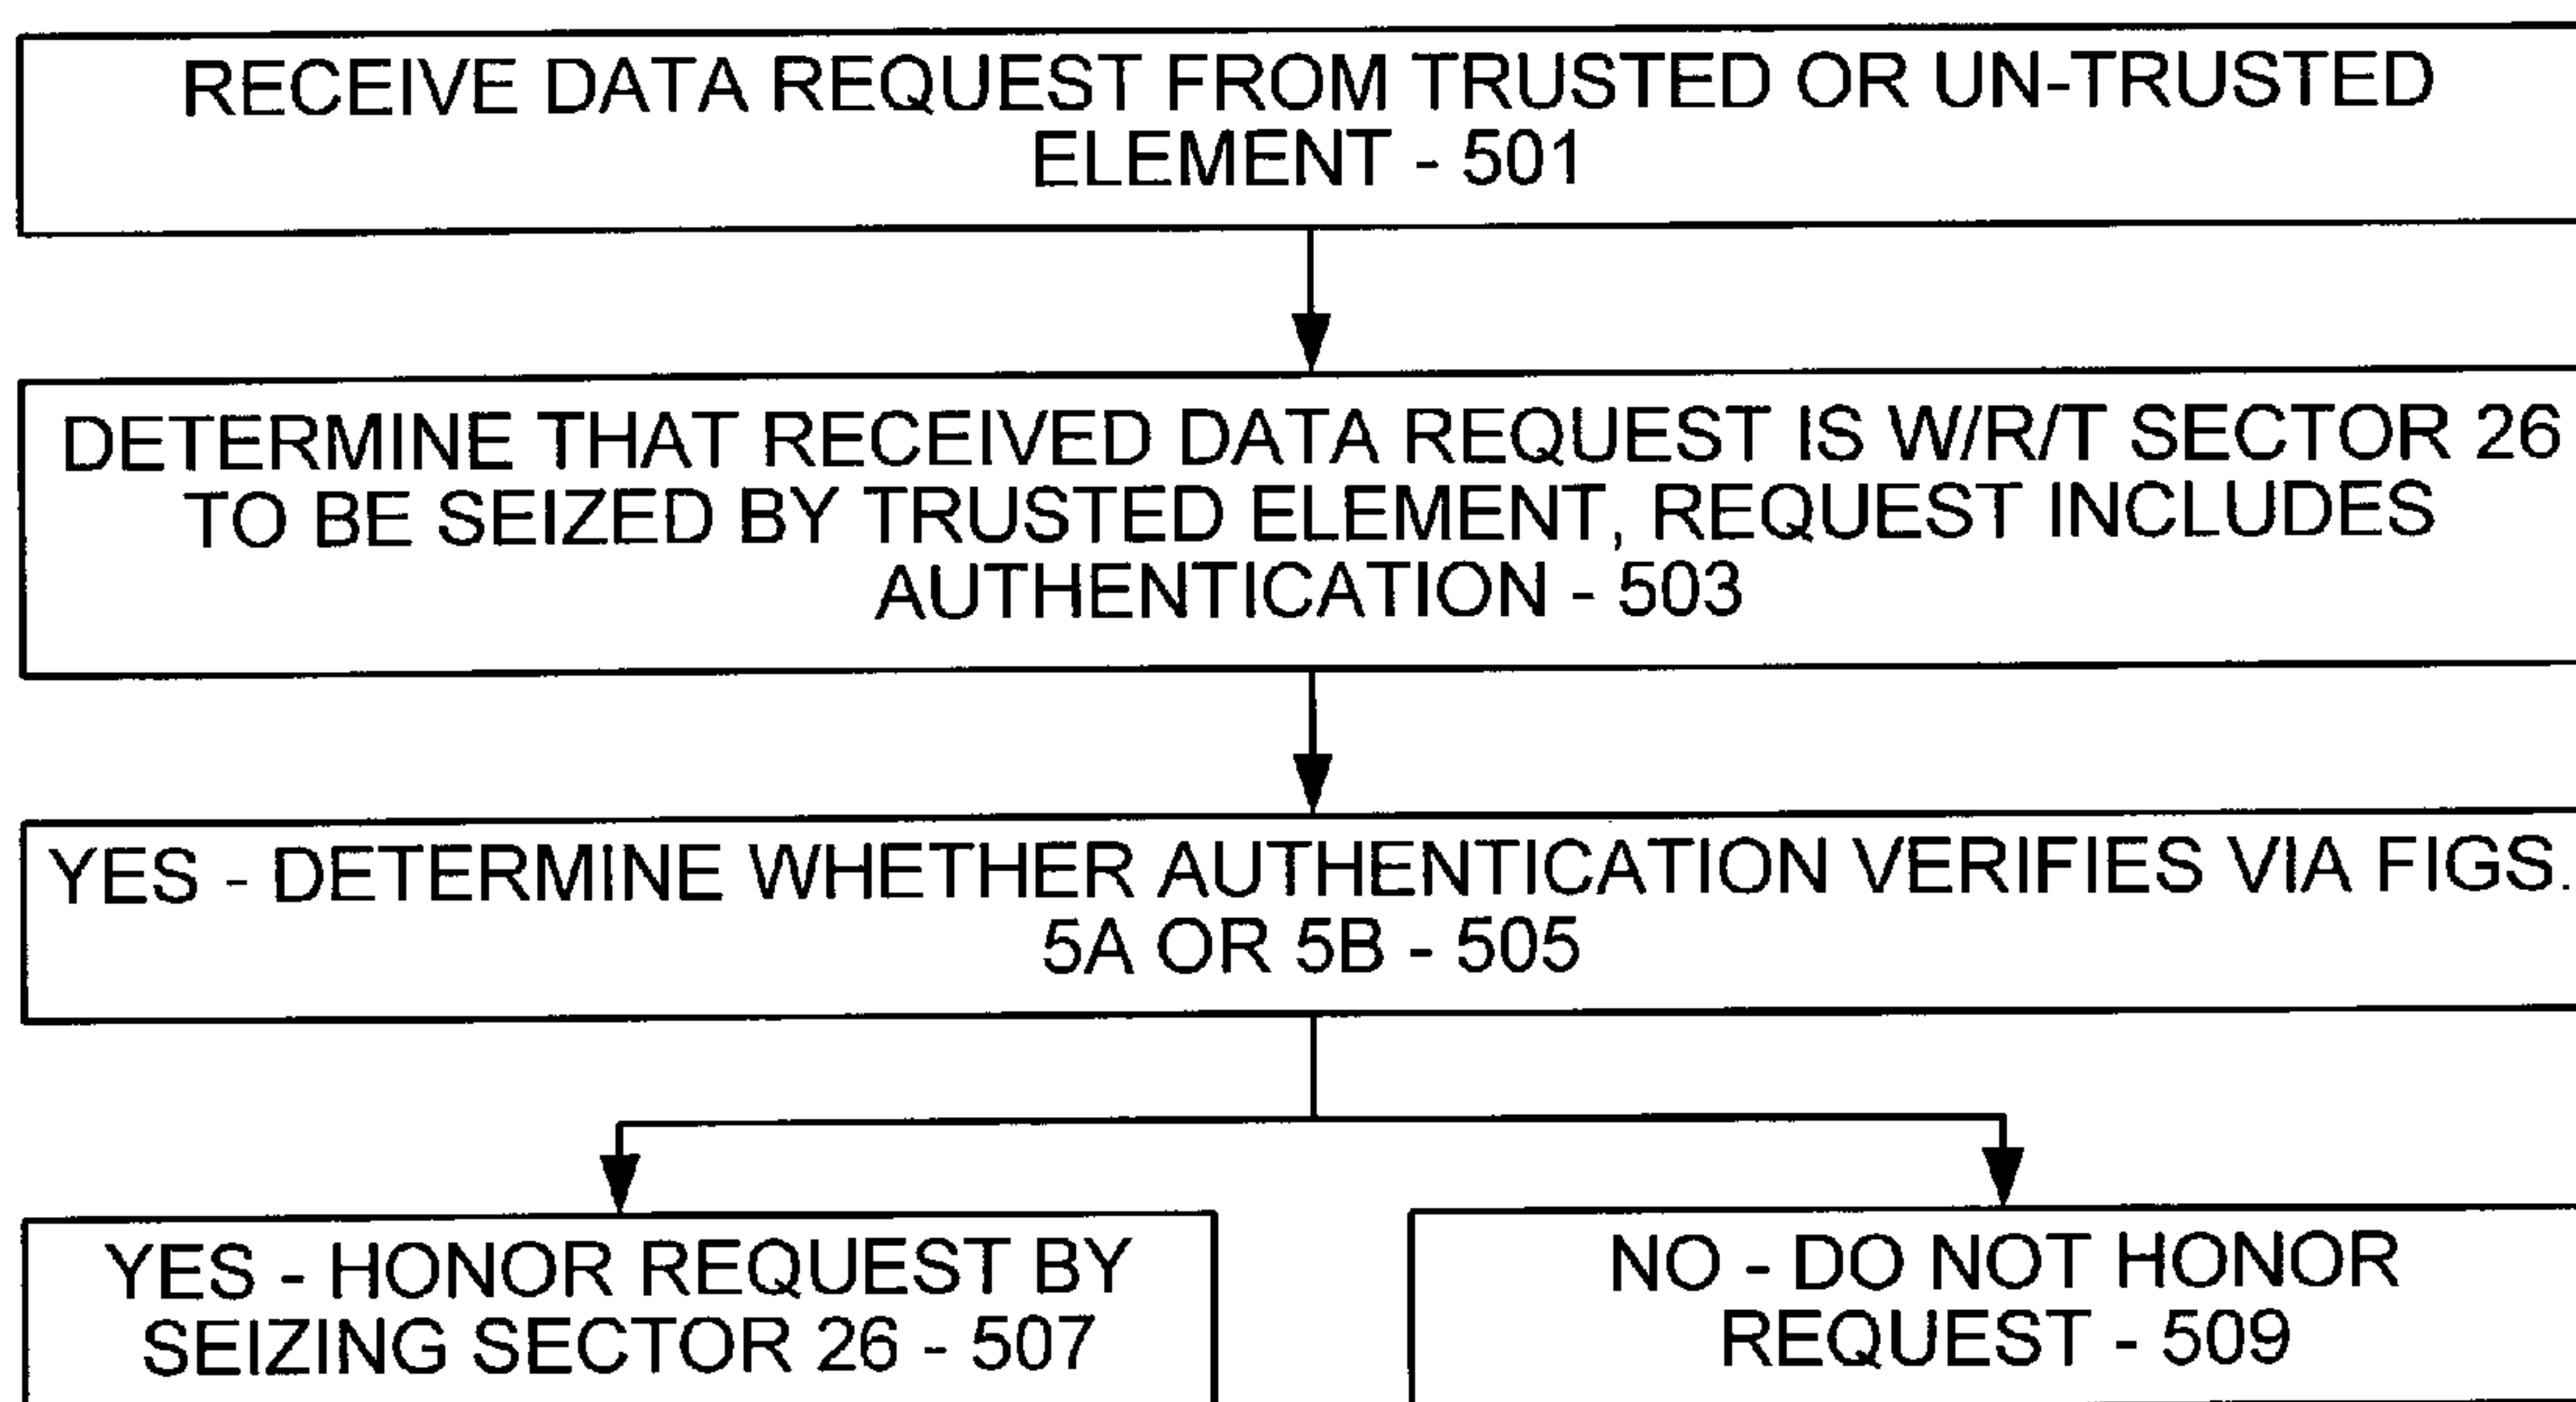 RECEIVE DATA REQUEST FROM TRUSTED OR UN-TRUSTED
ELEMENT - 501
DETERMINE THAT RECEIVED DATA REQUEST IS W/R/T SECTOR 26
TO BE SEIZED BY TRUSTED ELEMENT, REQUEST INCLUDES
AUTHENTICATION - 503
YES - DETERMINE WHETHER AUTHENTICATION VERIFIES VIA FIGS.
5A OR 5B - 505
YES - HONOR REQUEST BY
SEIZING SECTOR 26 - 507
NO - DO NOT HONOR
REQUEST - 509